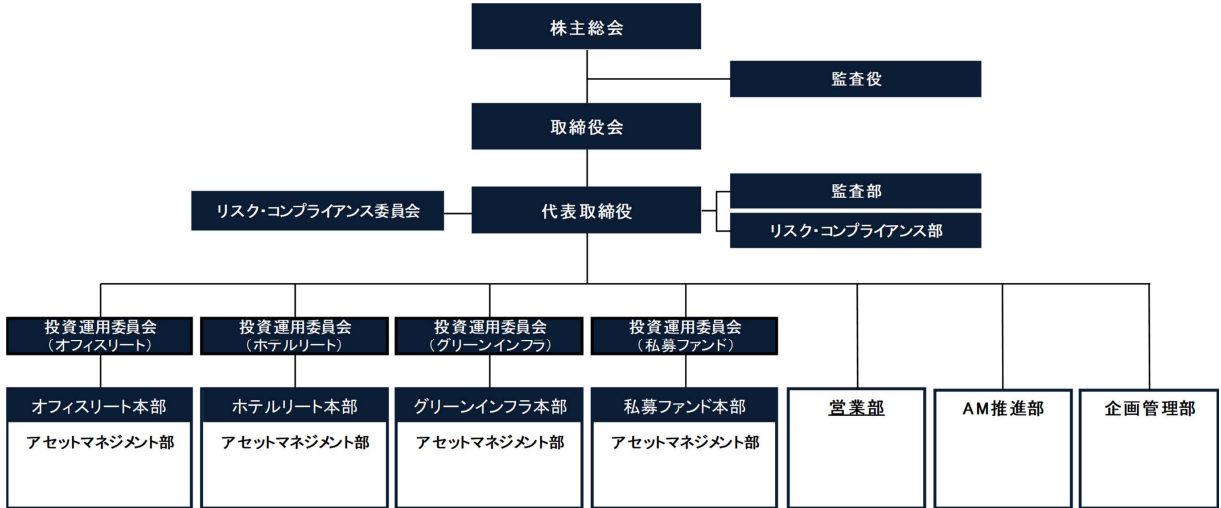 株主総会
監査役
取締役会
監査部
リスク・コンプライアンス委員会
代表取締役
リスク・コンプライアンス部
投資運用委員会
（オフィスリート）
投資運用委員会
（ホテルリート）
投資運用委員会
（グリーンインフラ）
投資運用委員会
（私募ファンド）
オフィスリート本部
アセットマネジメント部
ホテルリート本部
アセットマネジメント部
グリーンインフラ本部
アセットマネジメント部
私募ファンド本部
アセットマネジメント部
営業部
AM推進部
企画管理部